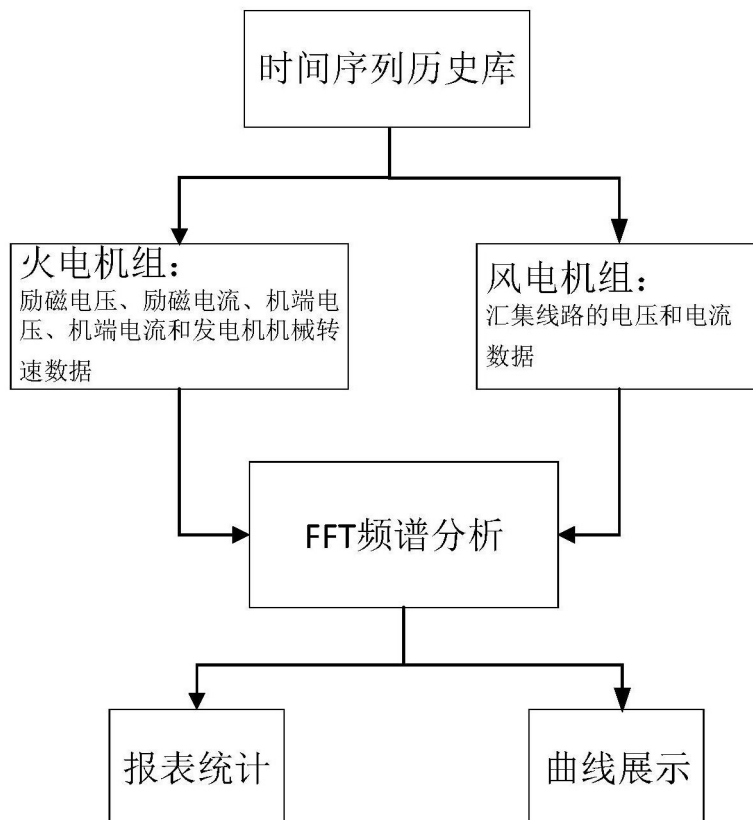 时间序列历史库
火电机组：
励磁电压、励磁电流、机端电
压、机端电流和发电机机械转
速数据
风电机组：
汇集线路的电压和电流
数据
FFT频谱分析
报表统计
曲线展示